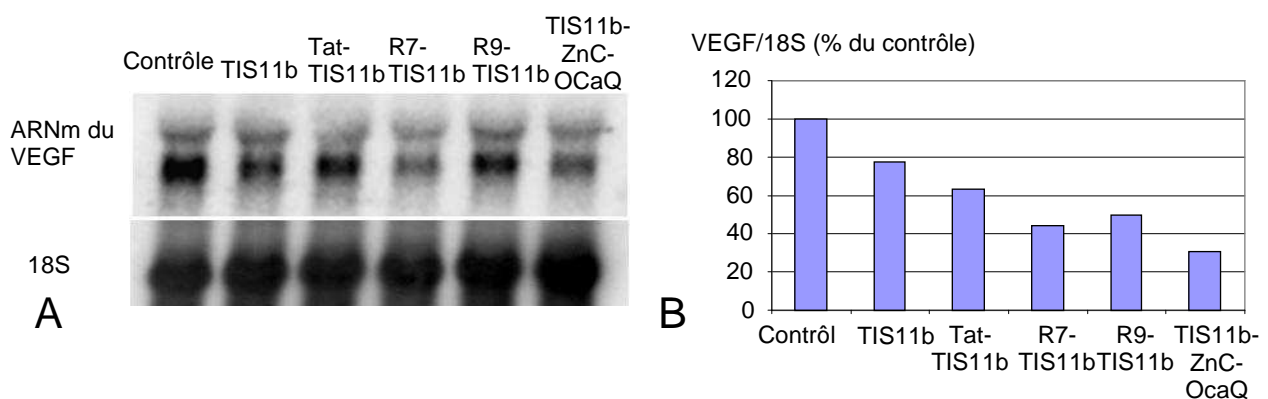 Contrôle TIS11b Tat-TIS11b R7-TIS11b R9-TIS11b TIS11b-ZnC-OCaQ
ARNm du
VEGF
18S
A
VEGF/18S (% du contrôle)
120
100
80
60
40
20
0
Contrôl TIS11b Tat-TIS11b R7-TIS11b R9-TIS11b TIS11b-ZnC-OcaQ
B